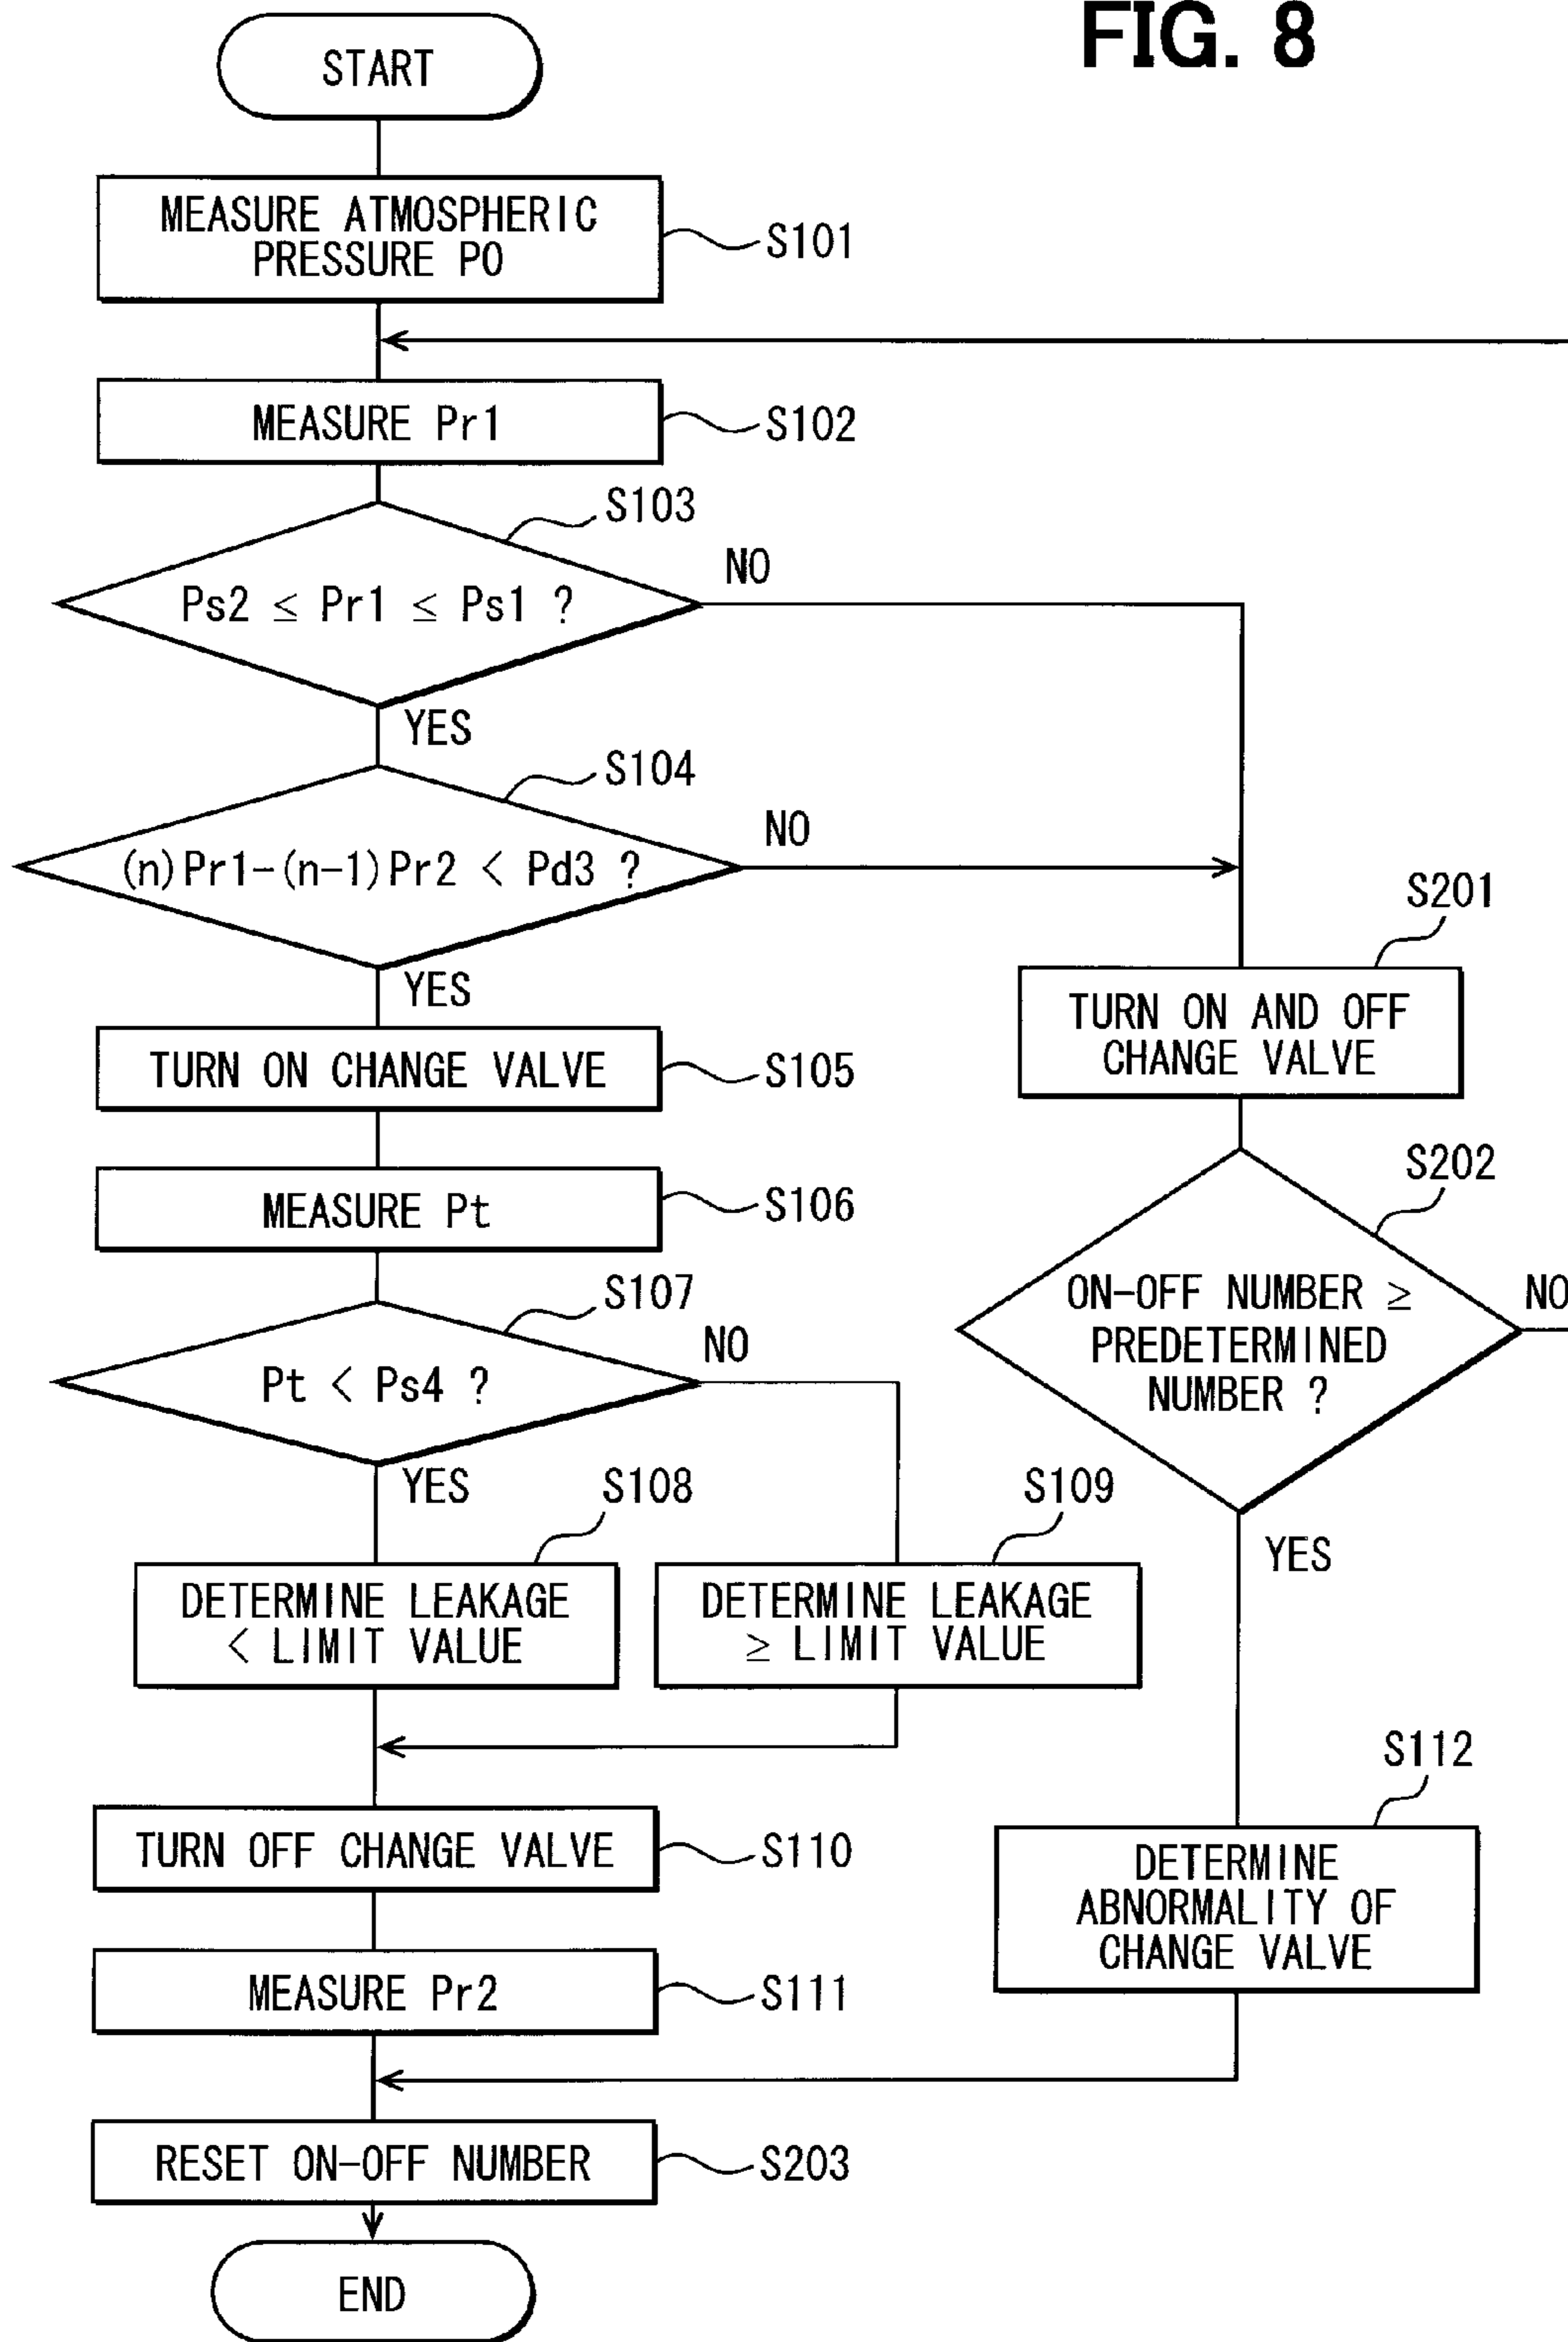 FIG. 8
START
MEASURE ATMOSPHERIC
PRESSURE P0
S101
MEASURE Pr1
S102
S103
Ps2 ≤ Pr1 ≤ Ps1 ?
NO
YES
S104
(n)Pr1-(n-1)Pr2 < Pd3 ?
NO
YES
TURN ON CHANGE VALVE
S105
MEASURE Pt
S106
S107
Pt < Ps4 ?
NO
YES
S108
DETERMINE LEAKAGE
< LIMIT VALUE
S109
DETERMINE LEAKAGE
≥ LIMIT VALUE
TURN OFF CHANGE VALVE
S110
MEASURE Pr2
S111
S201
TURN ON AND OFF
CHANGE VALVE
S202
ON-OFF NUMBER ≥
PREDETERMINED
NUMBER ?
NO
YES
S112
DETERMINE
ABNORMALITY OF
CHANGE VALVE
RESET ON-OFF NUMBER
S203
END